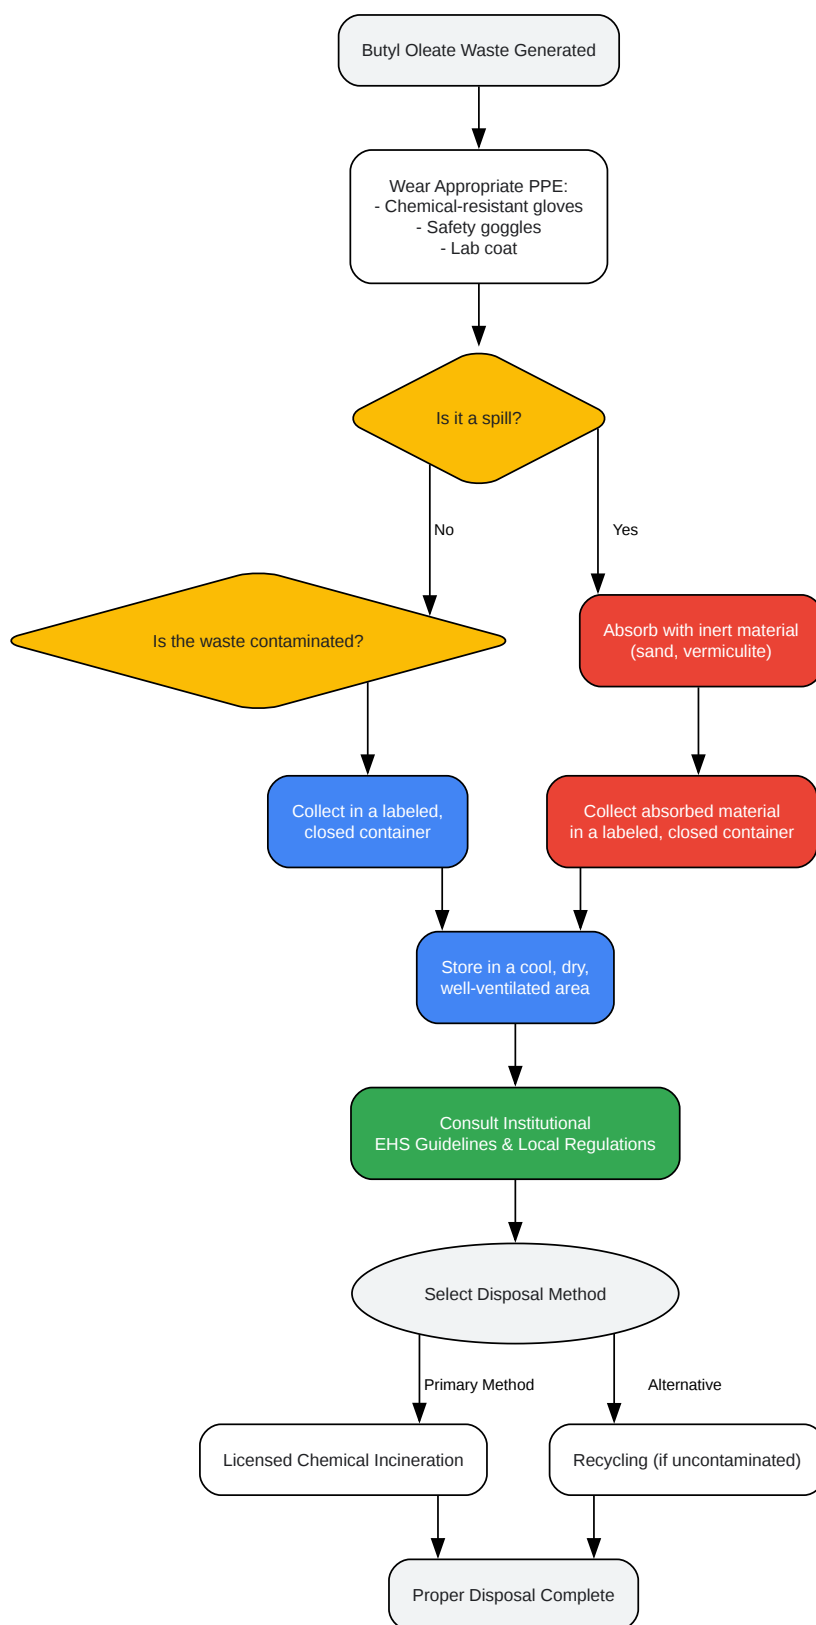 Butyl Oleate Waste Generated
Wear Appropriate PPE:
- Chemical-resistant gloves
- Safety goggles
- Lab coat
Is it a spill?
No
Yes
Is the waste contaminated?
Absorb with inert material
(sand, vermiculite)
Collect in a labeled,
closed container
Collect absorbed material
in a labeled, closed container
Store in a cool, dry,
well-ventilated area
Consult Institutional
EHS Guidelines & Local Regulations
Select Disposal Method
Primary Method
Alternative
Licensed Chemical Incineration
Recycling (if uncontaminated)
Proper Disposal Complete